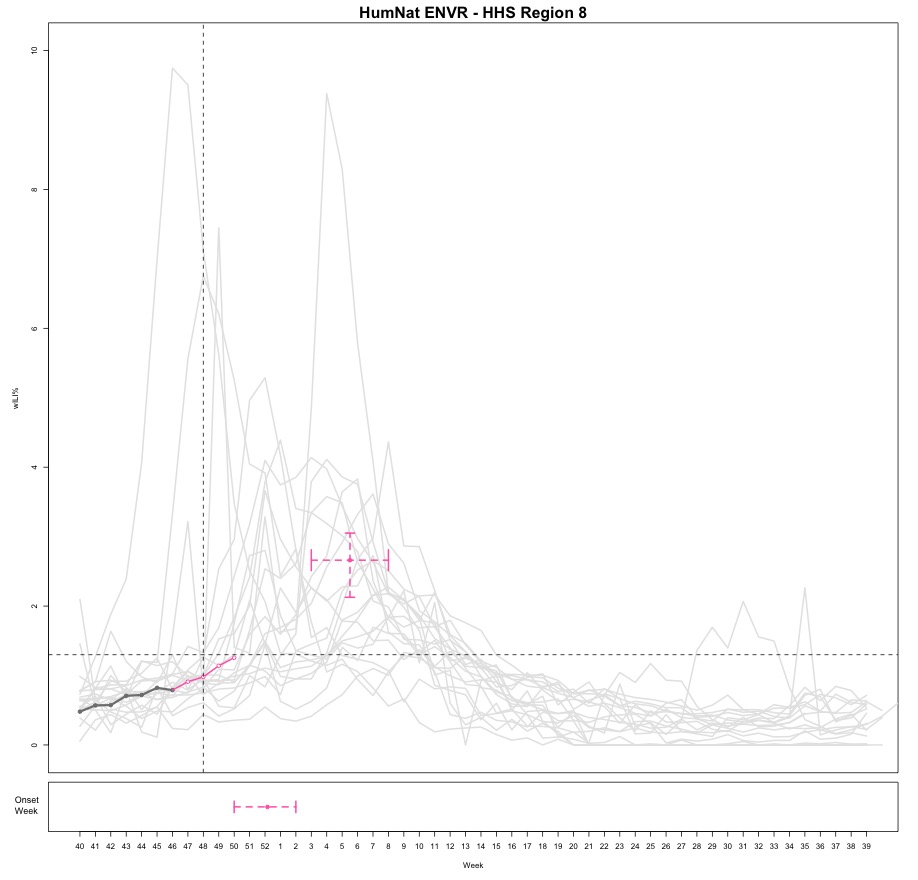 HumNat ENVR - HHS Region 8
10
8
6
4
2
0
wILI%
Onset
Week
40 41 42 43 44 45 46 47 48 49 50 51 52 1 2 3 4 5 6 7 8 9 10 11 12 13 14 15 16 17 18 19 20 21 22 23 24 25 26 27 28 29 30 31 32 33 34 35 36 37 38 39
Week